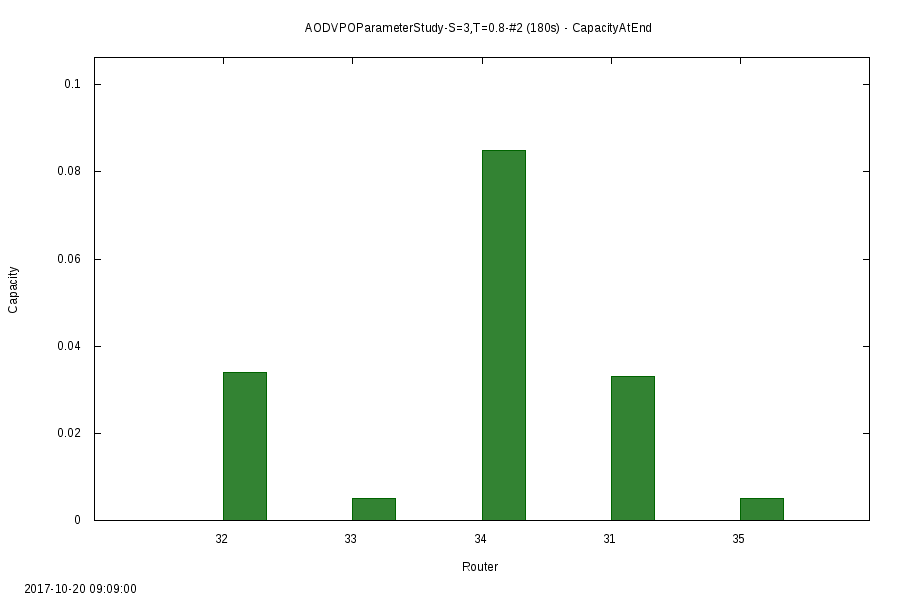 AODVPOParameterStudy-S=3,T=0.8-#2 (180s) - CapacityAtEnd
0.1
0.08
0.06
0.04
0.02
0
Capacity
32 33 34 31 35
Router
2017-10-20 09:09:00